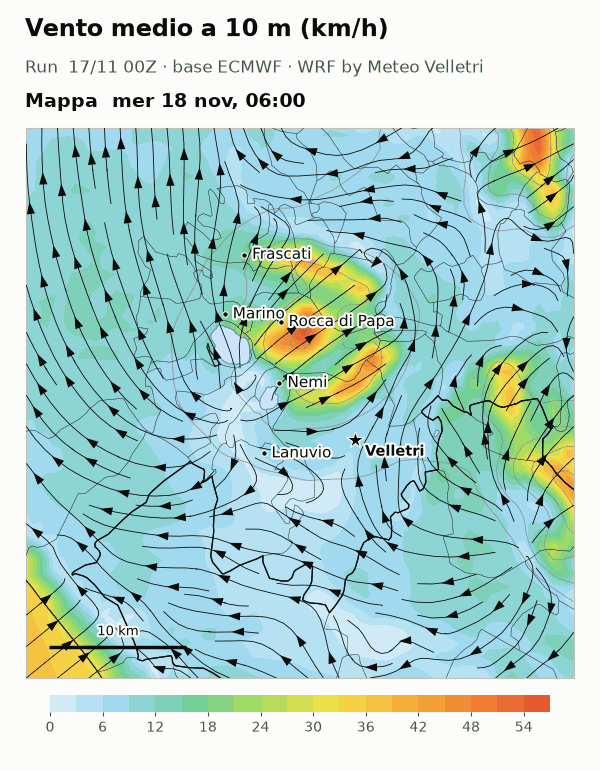 Vento medio a 10 m (km/h)
Run  17/11 00Z · base ECMWF · WRF by Meteo Velletri
Mappa  mer 18 nov, 06:00
Frascati
Marino
Rocca di Papa
Nemi
Velletri
Lanuvio
10 km
0 6 12 18 24 30 36 42 48 54